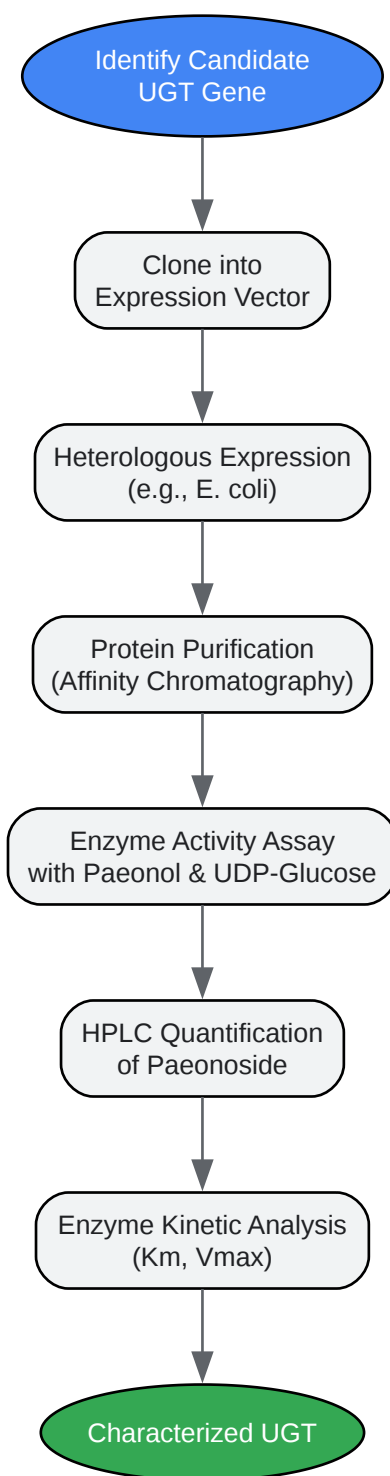 Identify Candidate
UGT Gene
Clone into
Expression Vector
Heterologous Expression
(e.g., E. coli)
Protein Purification
(Affinity Chromatography)
Enzyme Activity Assay
with Paeonol & UDP-Glucose
HPLC Quantification
of Paeonoside
Enzyme Kinetic Analysis
(Km, Vmax)
Characterized UGT